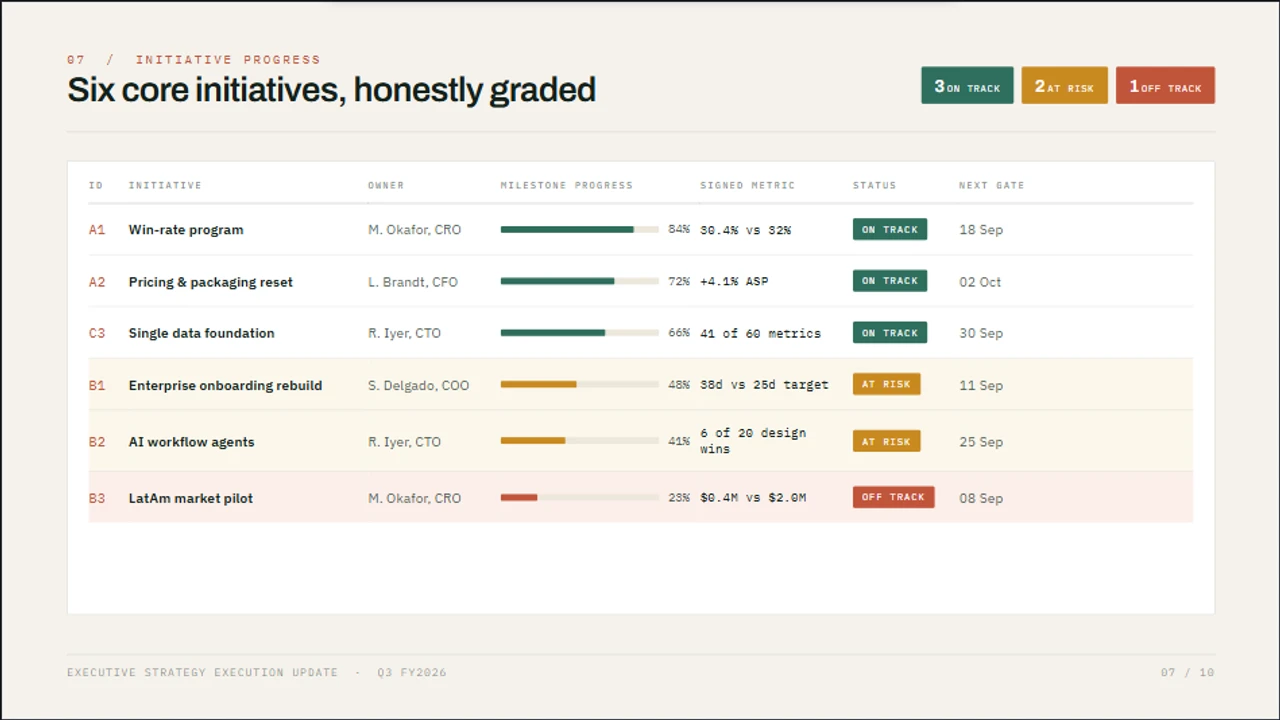 07 / INITIATIVE PROGRESS
Six core initiatives, honestly graded
3 ON TRACK 2 AT RISK 1 OFF TRACK
ID INITIATIVE OWNER MILESTONE PROGRESS SIGNED METRIC STATUS NEXT GATE
A1 Win-rate program M. Okafor, CRO 84% 30.4% vs 32% ON TRACK 18 Sep
A2 Pricing & packaging reset L. Brandt, CFO 72% +4.1% ASP ON TRACK 02 Oct
C3 Single data foundation R. Iyer, CTO 66% 41 of 60 metrics ON TRACK 30 Sep
B1 Enterprise onboarding rebuild S. Delgado, COO 48% 38d vs 25d target AT RISK 11 Sep
B2 AI workflow agents R. Iyer, CTO 41% 6 of 20 design wins AT RISK 25 Sep
B3 LatAm market pilot M. Okafor, CRO 23% $0.4M vs $2.0M OFF TRACK 08 Sep
EXECUTIVE STRATEGY EXECUTION UPDATE · Q3 FY2026
07 / 10